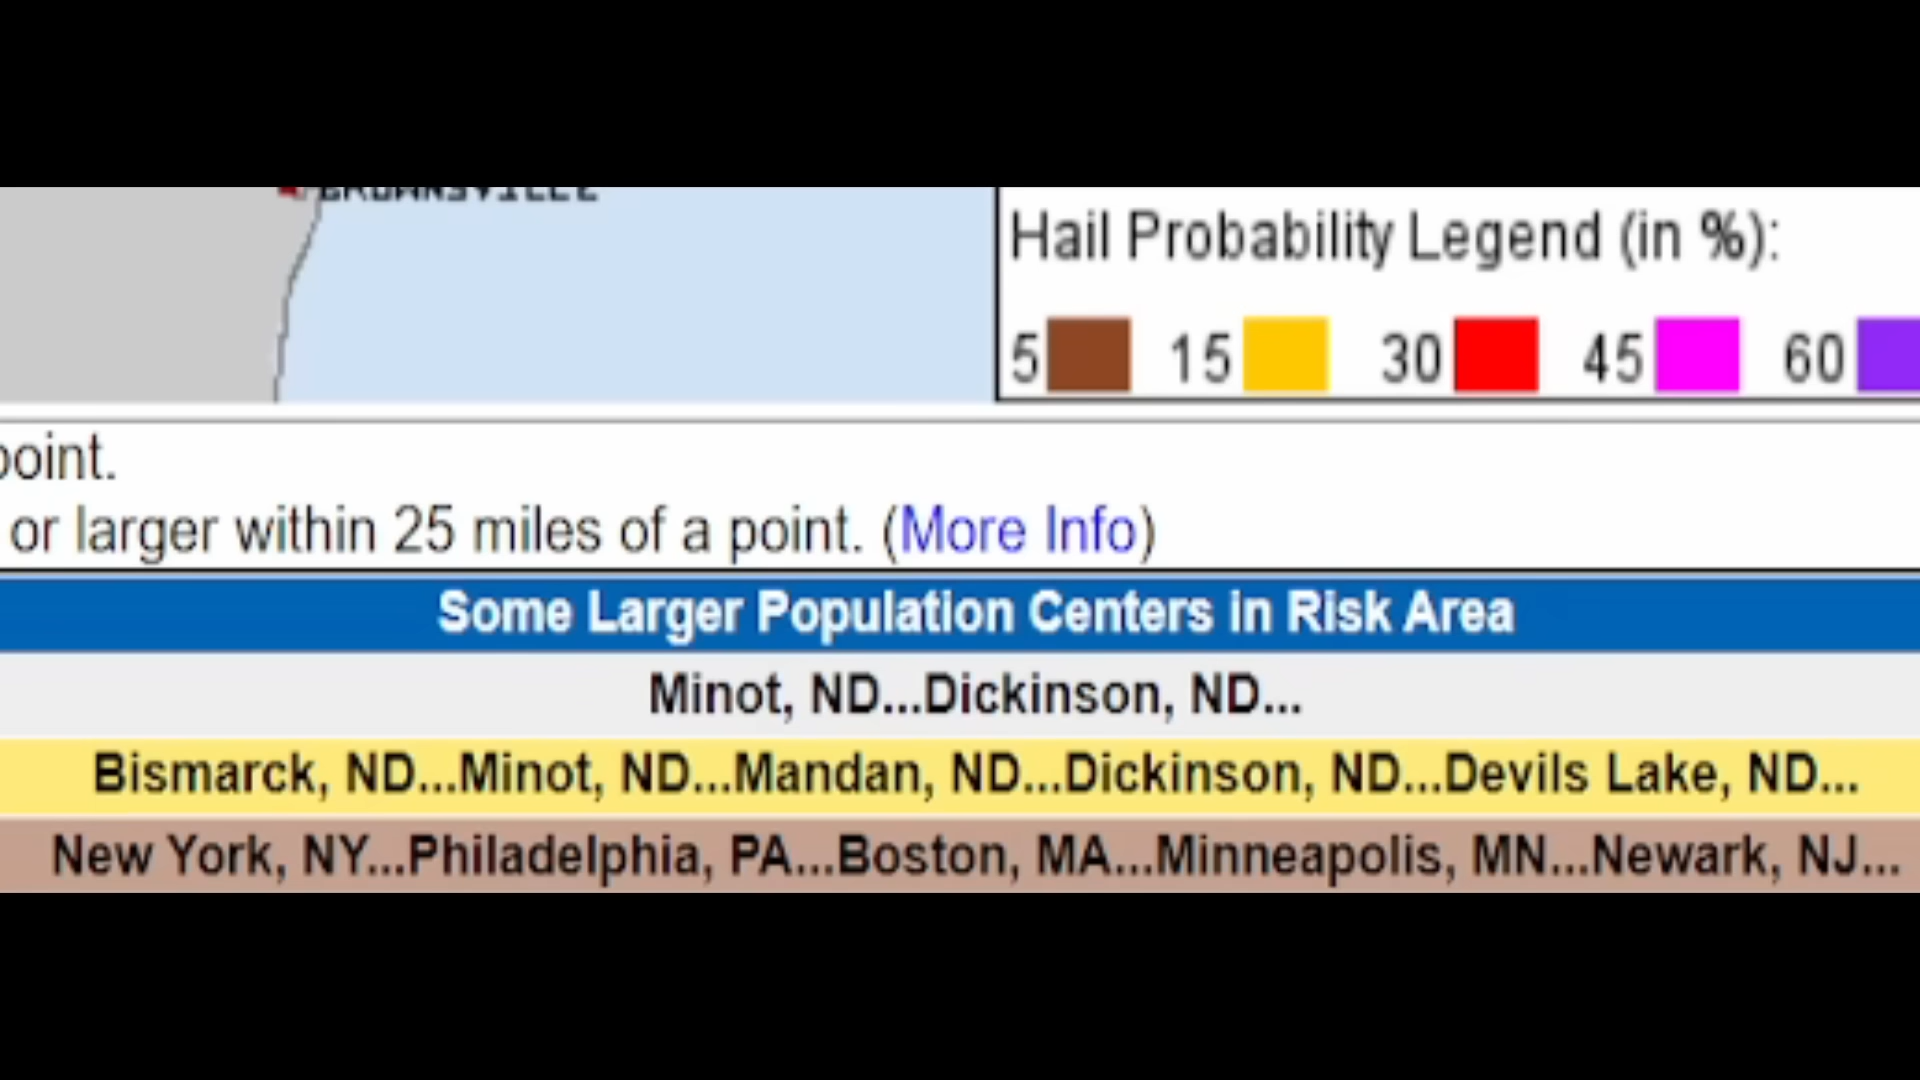 BROWNSVILLE
Hail Probability Legend (in %):
5 15 30 45 60
point.
or larger within 25 miles of a point. (More Info)
Some Larger Population Centers in Risk Area
Minot, ND...Dickinson, ND...
Bismarck, ND...Minot, ND...Mandan, ND...Dickinson, ND...Devils Lake, ND...
New York, NY...Philadelphia, PA...Boston, MA...Minneapolis, MN...Newark, NJ...